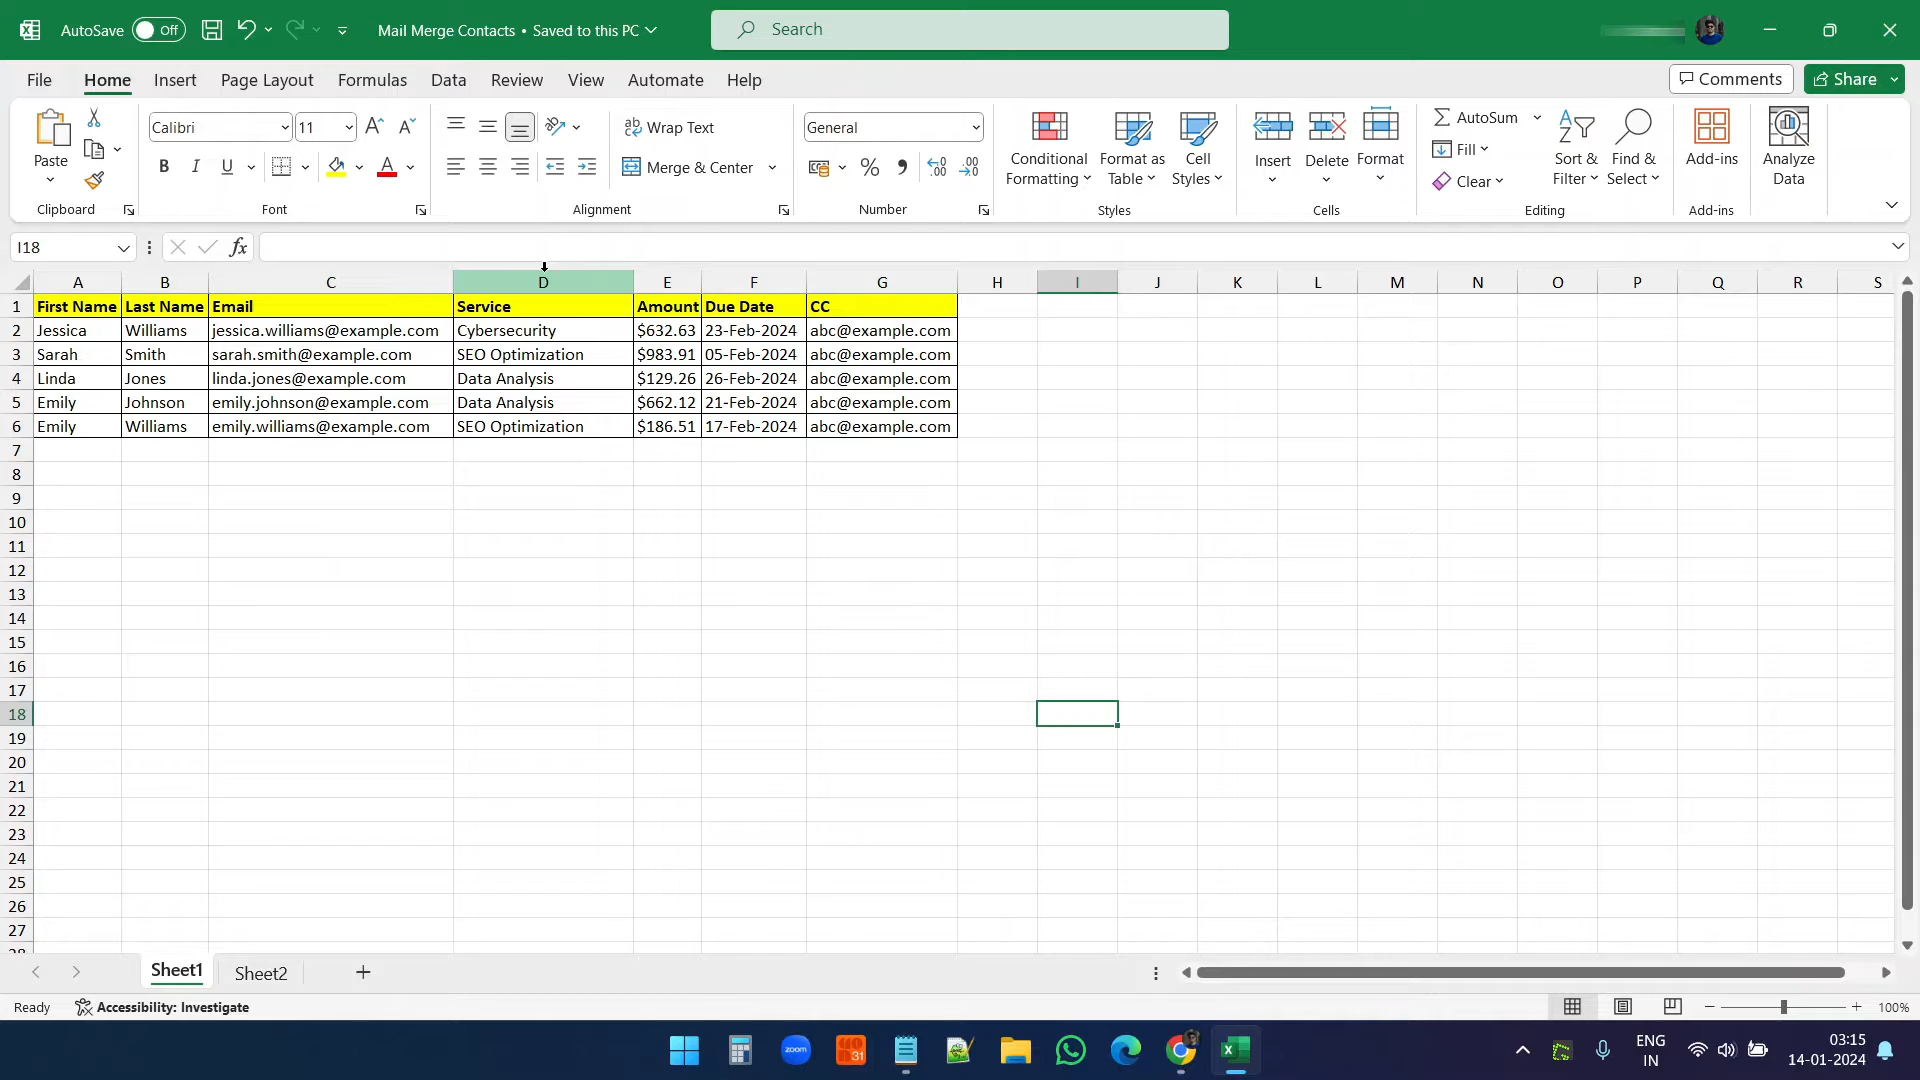 AutoSave Off Mail Merge Contacts • Saved to this PC Search
File Home Insert Page Layout Formulas Data Review View Automate Help Comments Share
Paste Calibri 11 Wrap Text General Conditional Formatting Format as Table Cell Styles Insert Delete Format AutoSum Sort & Filter Find & Select Add-ins Analyze Data
B I U A Merge & Center % Fill
Clear
Clipboard Font Alignment Number Styles Cells Editing Add-ins
I18 fx
A B C D E F G H I J K L M N O P Q R S
1 First Name Last Name Email Service Amount Due Date CC
2 Jessica Williams jessica.williams@example.com Cybersecurity $632.63 23-Feb-2024 abc@example.com
3 Sarah Smith sarah.smith@example.com SEO Optimization $983.91 05-Feb-2024 abc@example.com
4 Linda Jones linda.jones@example.com Data Analysis $129.26 26-Feb-2024 abc@example.com
5 Emily Johnson emily.johnson@example.com Data Analysis $662.12 21-Feb-2024 abc@example.com
6 Emily Williams emily.williams@example.com SEO Optimization $186.51 17-Feb-2024 abc@example.com
7
8
9
10
11
12
13
14
15
16
17
18
19
20
21
22
23
24
25
26
27
28
Sheet1 Sheet2
Ready Accessibility: Investigate 100%
zoom 31 ENG 03:15
IN 14-01-2024